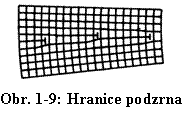 Obr. 1-9: Hranice podzrna